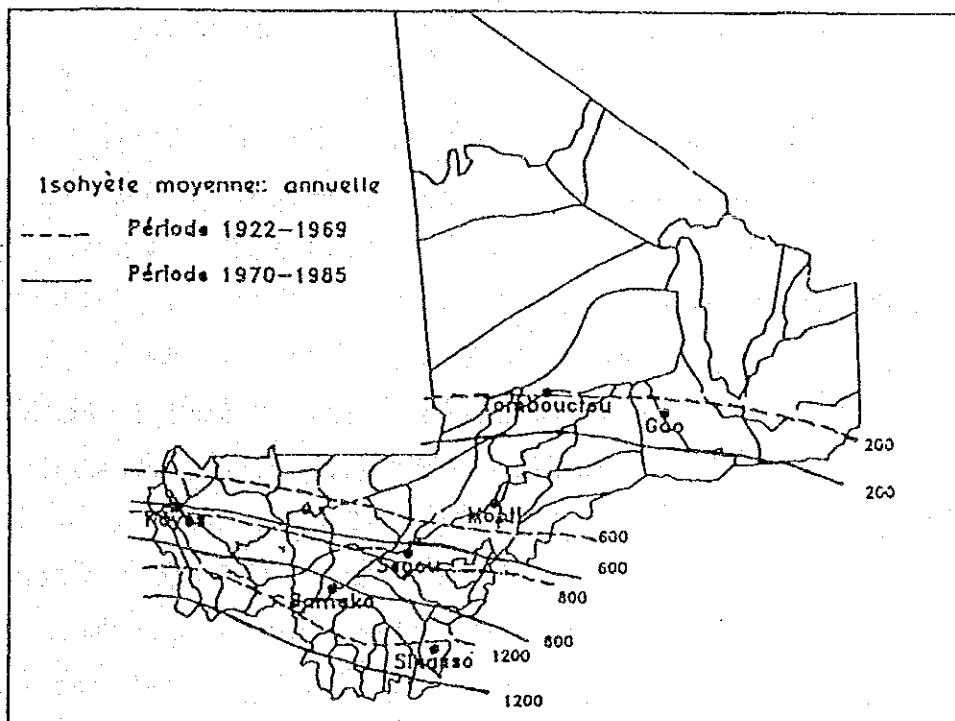 Isohyète moyenne:: annuelle
Période 1922-1969
Période 1970-1985
Tombouctou
Gao
200
200
Kayes
Mopti
600
Ségou
600
800
Bamako
800
Sikasso
1200
1200